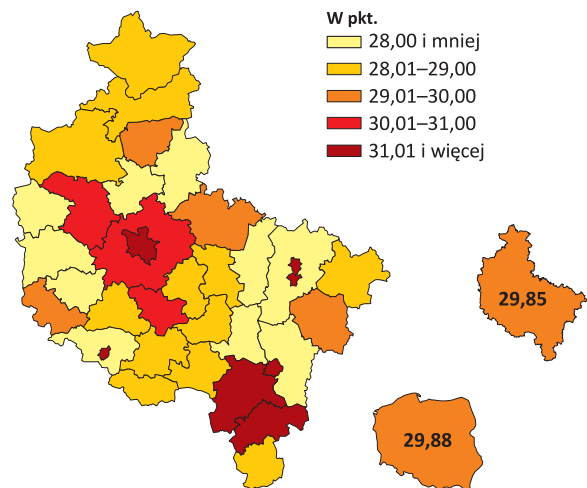 W pkt.
28,00 i mniej
28,01–29,00
29,01–30,00
30,01–31,00
31,01 i więcej
29,85
29,88